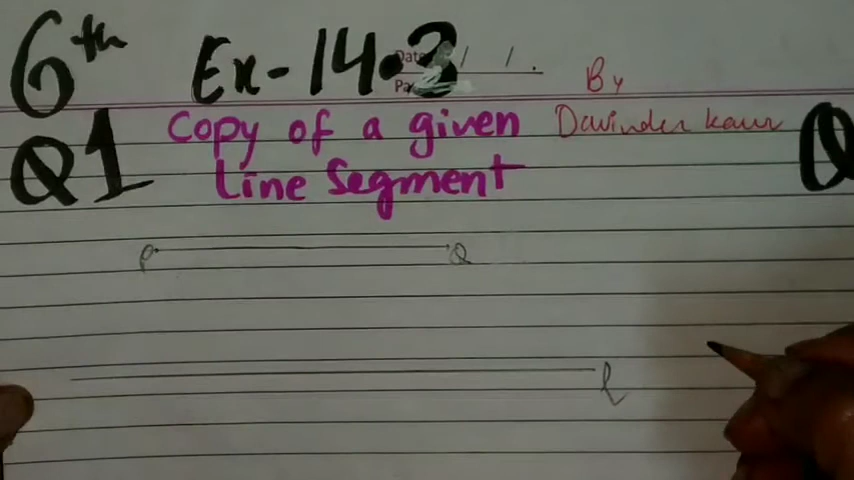 6th Ex-14.3 By
Q1 Copy of a given Davinder kaur Q
Line Segment
P Q
l